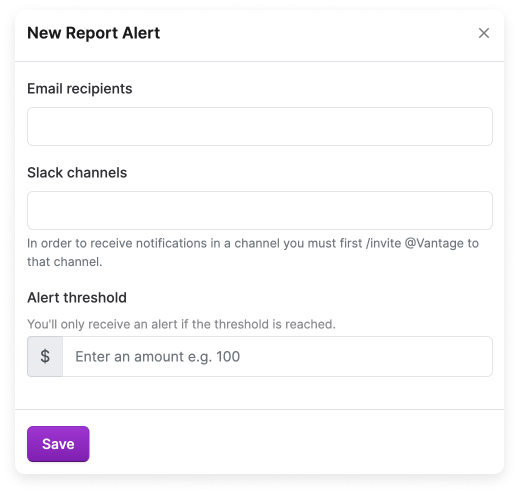 New Report Alert
Email recipients
Slack channels
In order to receive notifications in a channel you must first /invite @Vantage to
that channel.
Alert threshold
You'll only receive an alert if the threshold is reached.
$ Enter an amount e.g. 100
Save